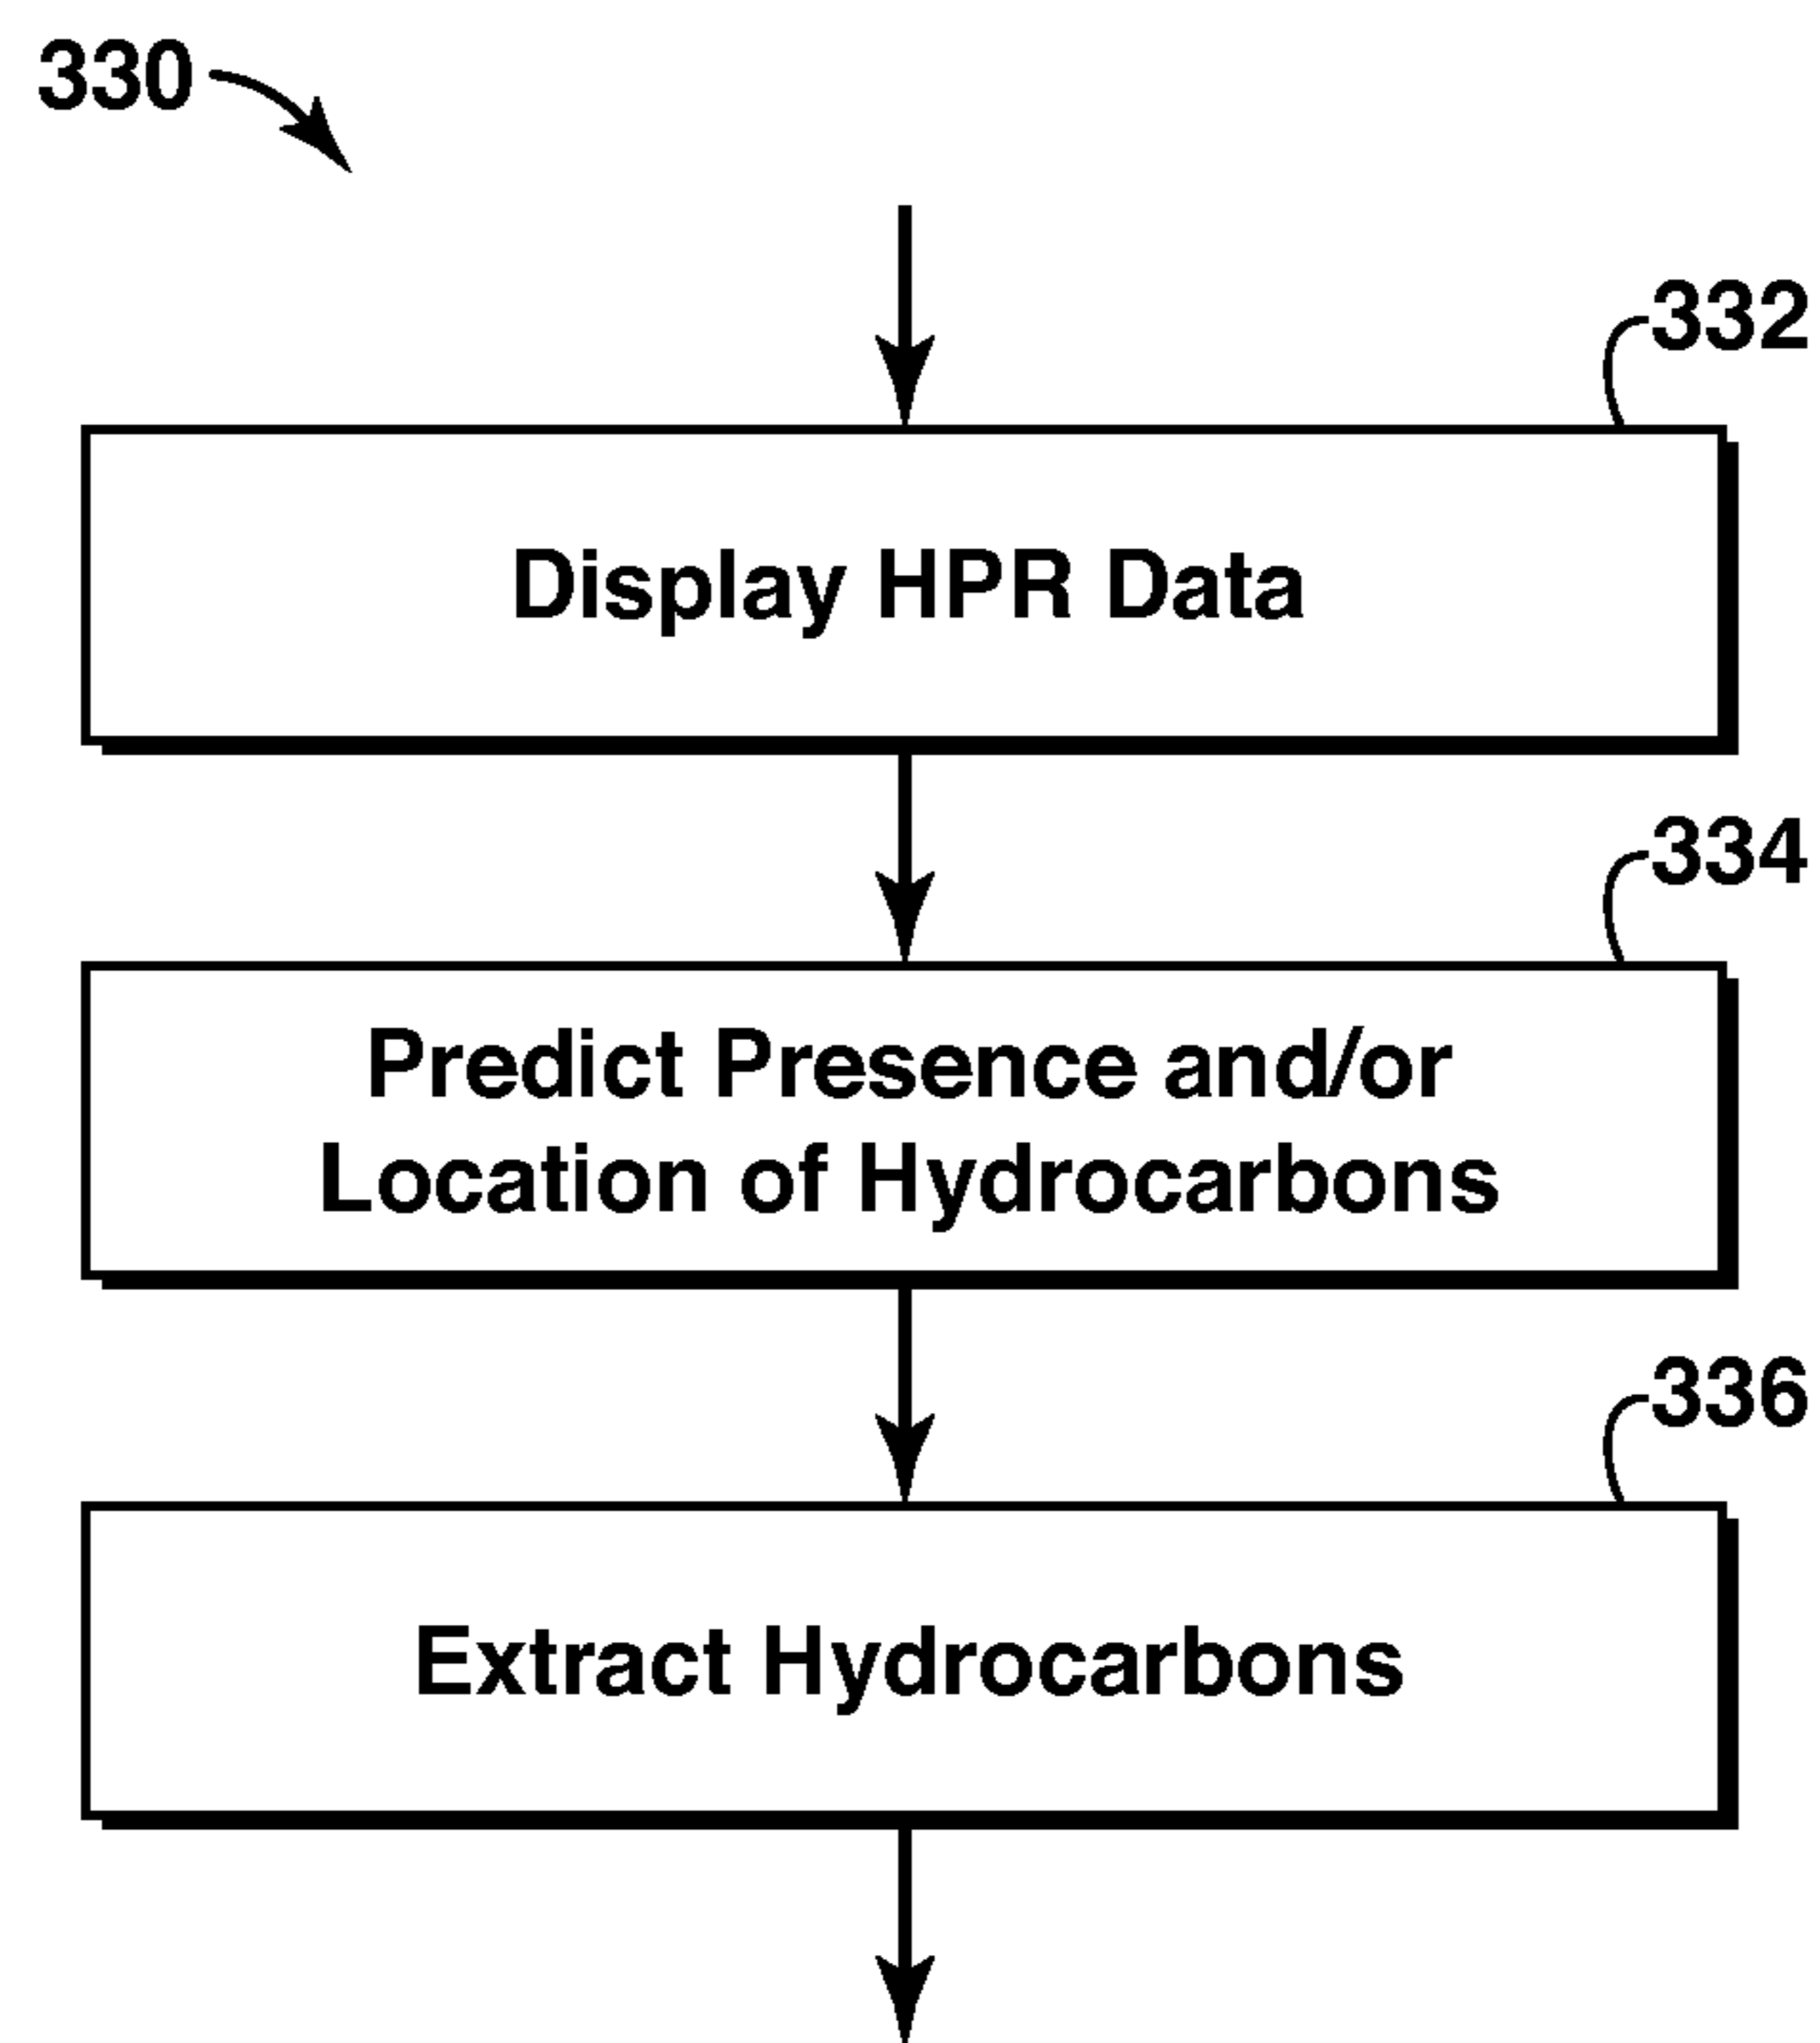 330
332
Display HPR Data
334
Predict Presence and/or
Location of Hydrocarbons
336
Extract Hydrocarbons